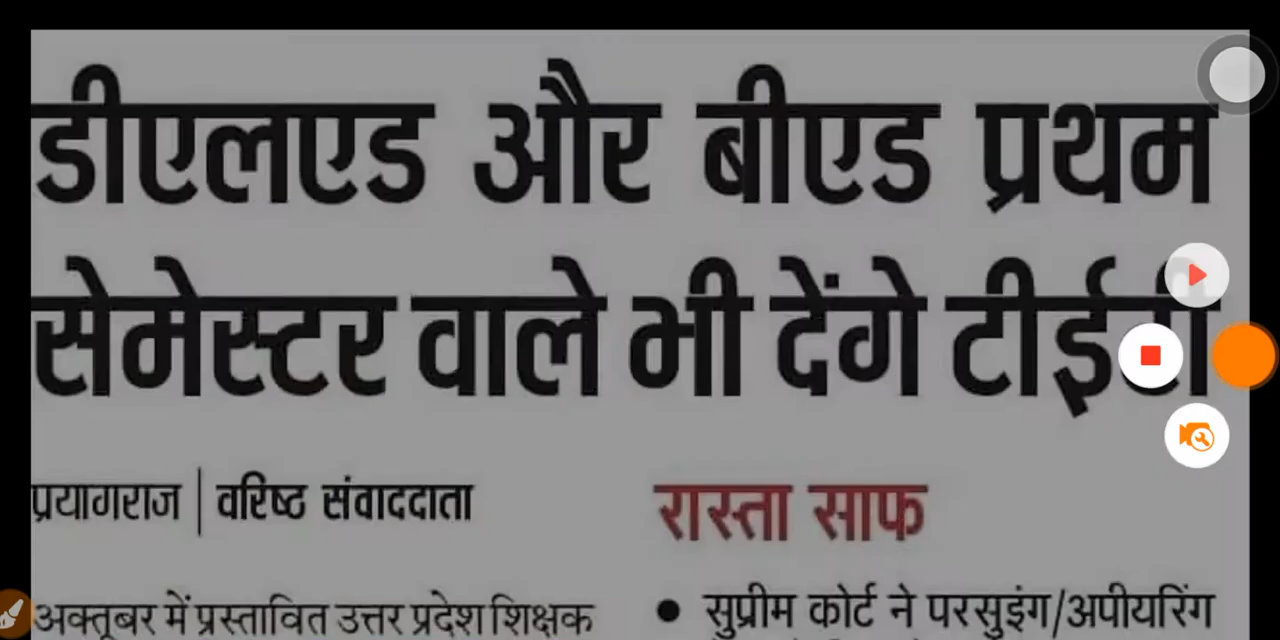 डीएलएड और बीएड प्रथम
सेमेस्टर वाले भी देंगे टीईटी
प्रयागराज | वरिष्ठ संवाददाता
रास्ता साफ
अक्तूबर में प्रस्तावित उत्तर प्रदेश शिक्षक
• सुप्रीम कोर्ट ने परसुइंग/अपीयरिंग